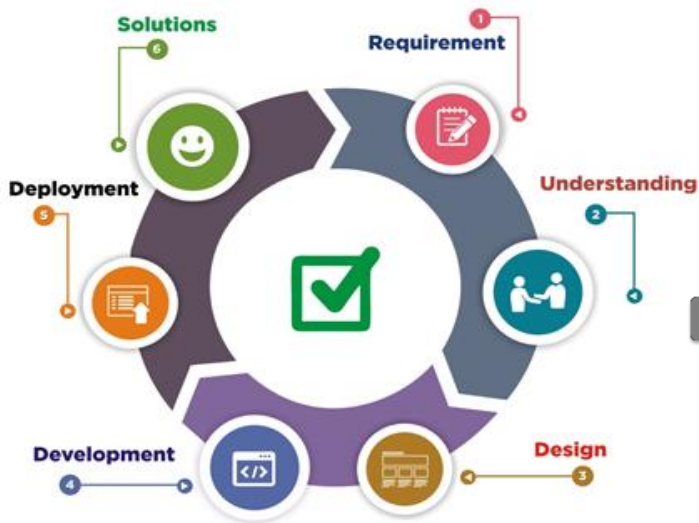 Solutions
6
1
Requirement
Deployment
5
Understanding
2
</>
Development
4
Design
3